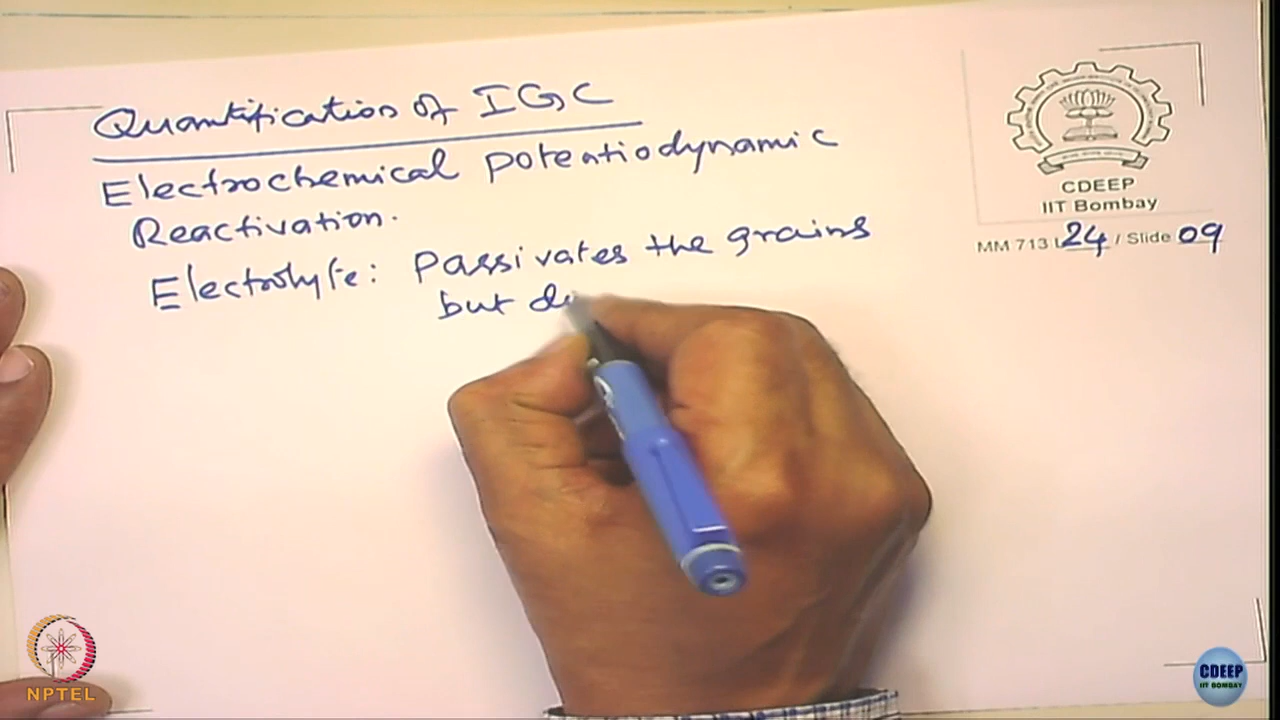 Quantification of IGC
Electrochemical potentiodynamic
Reactivation.
Electrolyte: Passivates the grains
but di
CDEEP
IIT Bombay
MM 713 L 24 / Slide 09
NPTEL
CDEEP
IIT BOMBAY